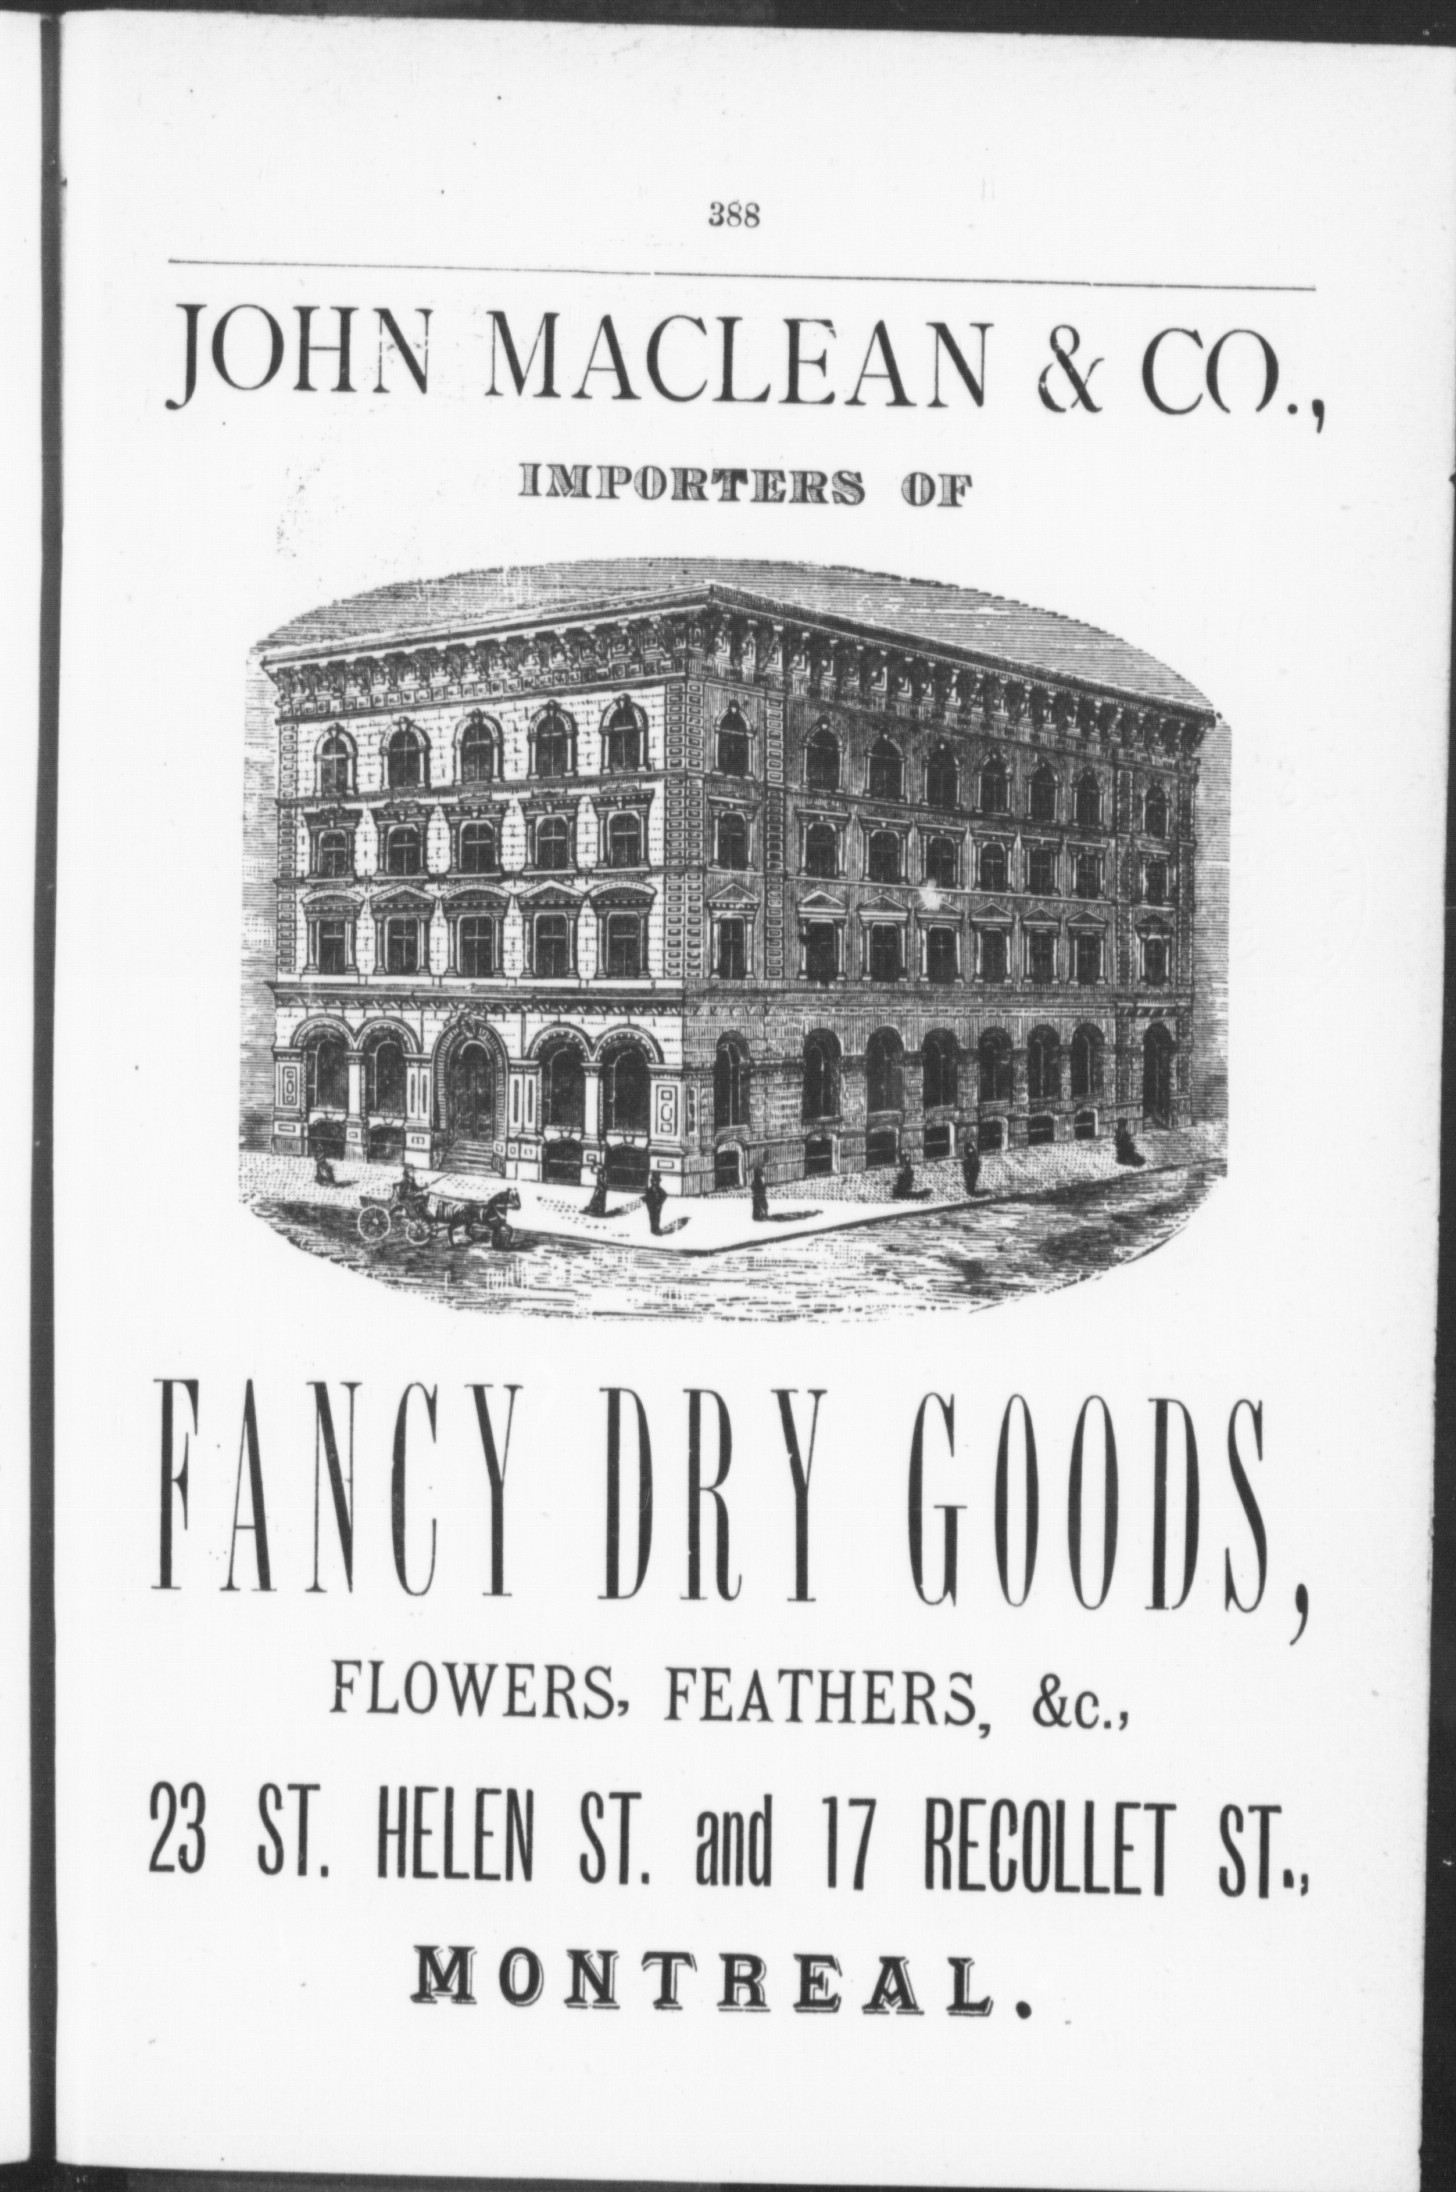 388
JOHN MACLEAN & CO.,
IMPORTERS OF
FANCY DRY GOODS,
FLOWERS, FEATHERS, &c.,
23 ST. HELEN ST. and 17 RECOLLET ST.,
MONTREAL.